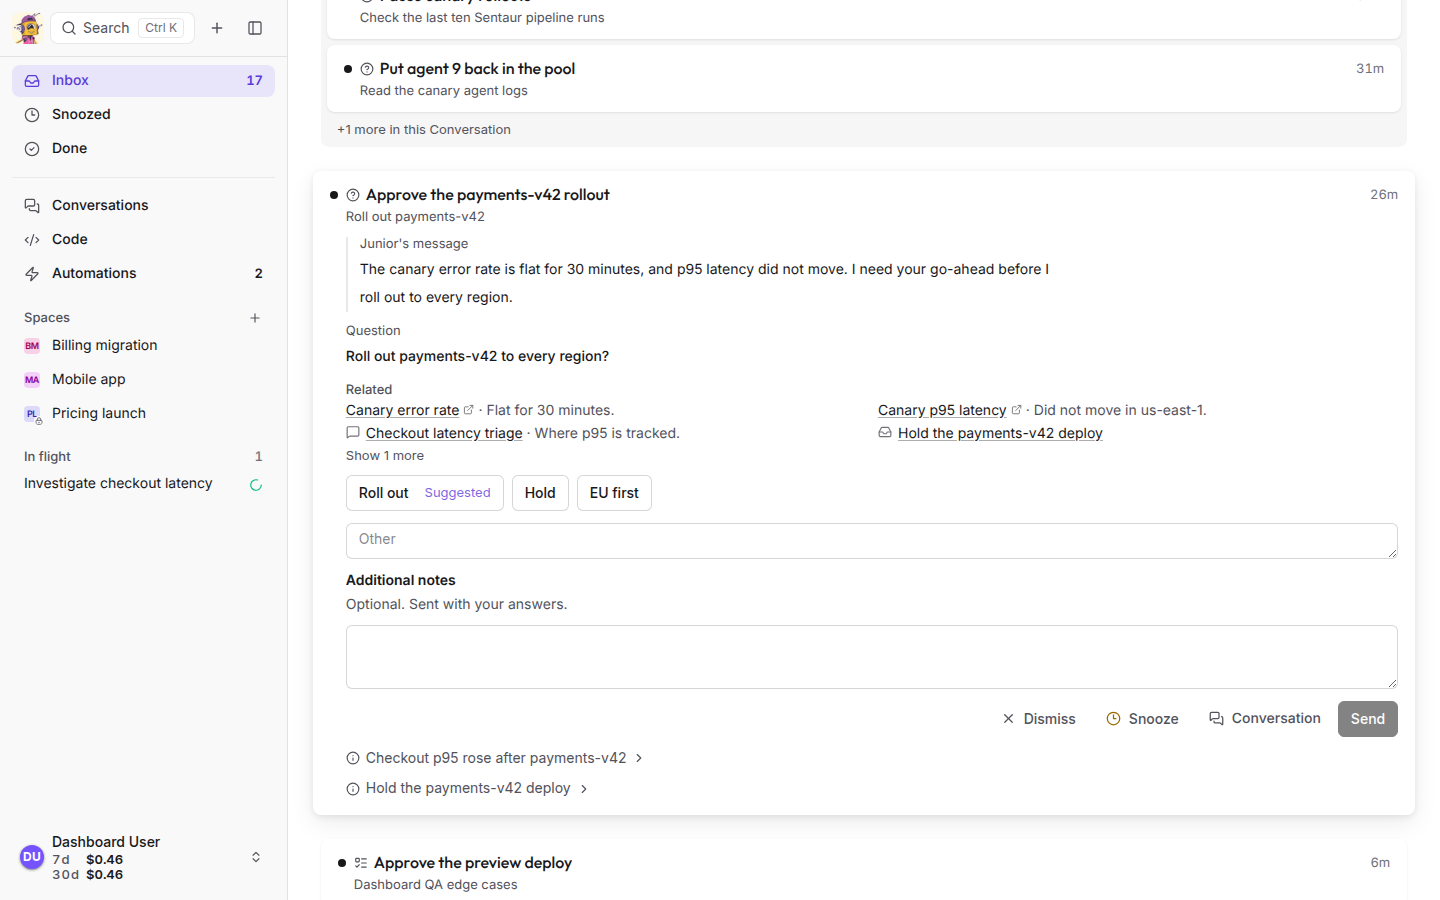 Search Ctrl K
Inbox 17
Snoozed
Done
Conversations
Code
Automations 2
Spaces
BM Billing migration
MA Mobile app
PL Pricing launch
In flight 1
Investigate checkout latency
DU Dashboard User
7d $0.46
30d $0.46
Check the last ten Sentaur pipeline runs
Put agent 9 back in the pool 31m
Read the canary agent logs
+1 more in this Conversation
Approve the payments-v42 rollout 26m
Roll out payments-v42
Junior's message
The canary error rate is flat for 30 minutes, and p95 latency did not move. I need your go-ahead before I
roll out to every region.
Question
Roll out payments-v42 to every region?
Related
Canary error rate · Flat for 30 minutes. Canary p95 latency · Did not move in us-east-1.
Checkout latency triage · Where p95 is tracked. Hold the payments-v42 deploy
Show 1 more
Roll out Suggested Hold EU first
Other
Additional notes
Optional. Sent with your answers.
Dismiss Snooze Conversation Send
Checkout p95 rose after payments-v42
Hold the payments-v42 deploy
Approve the preview deploy 6m
Dashboard QA edge cases